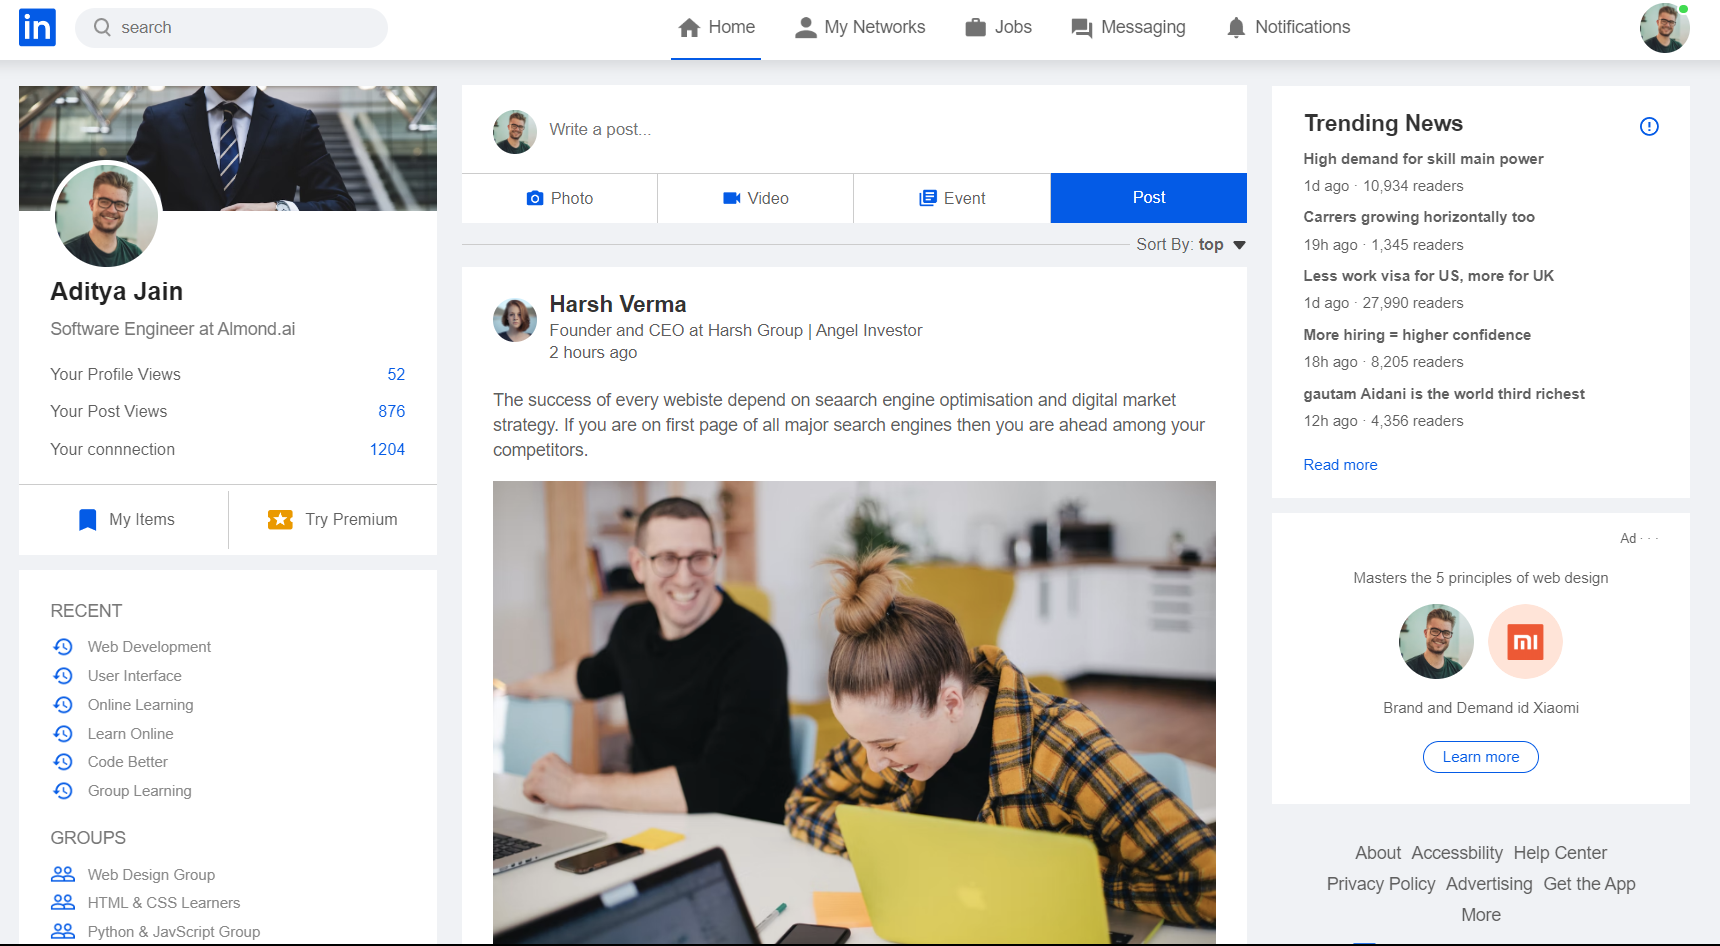 in
search
Home
My Networks
Jobs
Messaging
Notifications
Aditya Jain
Software Engineer at Almond.ai
Your Profile Views 52
Your Post Views 876
Your connnection 1204
My Items
Try Premium
RECENT
Web Development
User Interface
Online Learning
Learn Online
Code Better
Group Learning
GROUPS
Web Design Group
HTML & CSS Learners
Python & JavScript Group
Write a post...
Photo
Video
Event
Post
Sort By: top
Harsh Verma
Founder and CEO at Harsh Group | Angel Investor
2 hours ago
The success of every webiste depend on seaarch engine optimisation and digital market
strategy. If you are on first page of all major search engines then you are ahead among your
competitors.
Trending News
High demand for skill main power
1d ago · 10,934 readers
Carrers growing horizontally too
19h ago · 1,345 readers
Less work visa for US, more for UK
1d ago · 27,990 readers
More hiring = higher confidence
18h ago · 8,205 readers
gautam Aidani is the world third richest
12h ago · 4,356 readers
Read more
Ad · · ·
Masters the 5 principles of web design
mi
Brand and Demand id Xiaomi
Learn more
About Accessbility Help Center
Privacy Policy Advertising Get the App
More